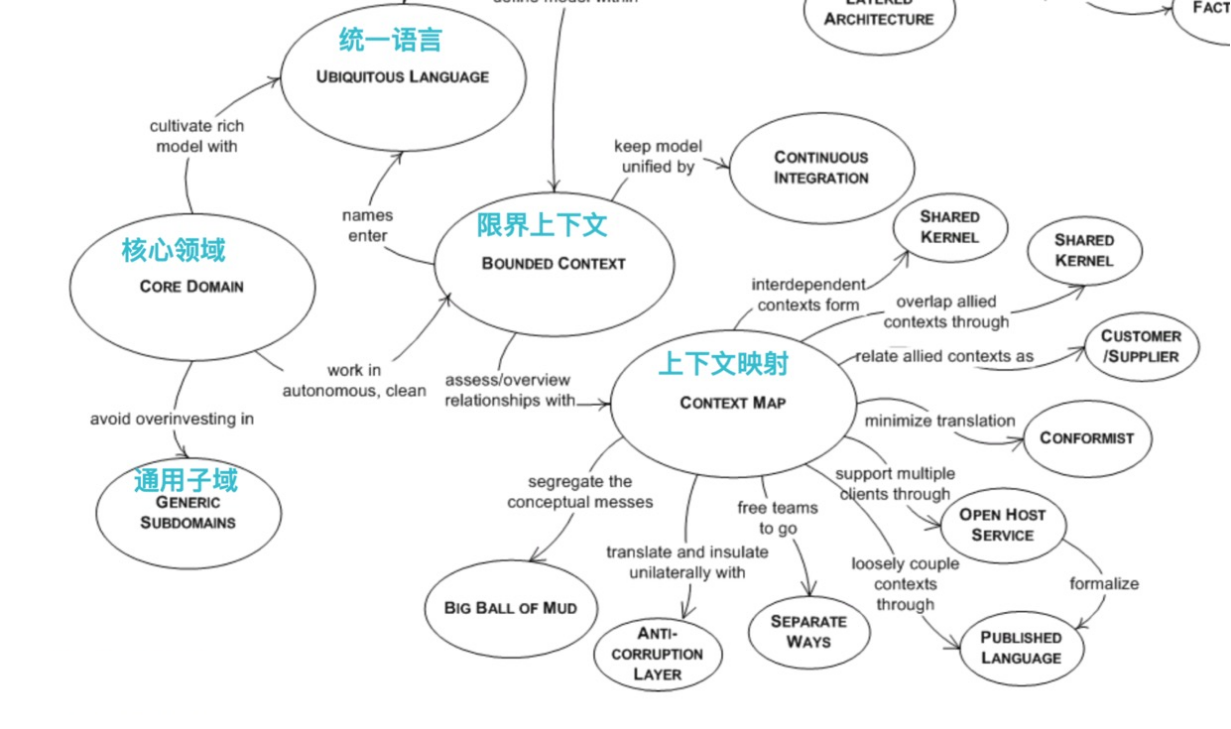 define model within
LAYERED
ARCHITECTURE
统一语言
UBIQUITOUS LANGUAGE
cultivate rich
model with
keep model
unified by
CONTINUOUS
INTEGRATION
names
enter
限界上下文
BOUNDED CONTEXT
SHARED
KERNEL
SHARED
KERNEL
核心领域
CORE DOMAIN
interdependent
contexts form
overlap allied
contexts through
CUSTOMER
/SUPPLIER
relate allied contexts as
上下文映射
CONTEXT MAP
work in
autonomous, clean
assess/overview
relationships with
avoid overinvesting in
minimize translation
CONFORMIST
通用子域
GENERIC
SUBDOMAINS
segregate the
conceptual messes
support multiple
clients through
free teams
to go
OPEN HOST
SERVICE
translate and insulate
unilaterally with
loosely couple
contexts
through
formalize
BIG BALL OF MUD
ANTI-
CORRUPTION
LAYER
SEPARATE
WAYS
PUBLISHED
LANGUAGE